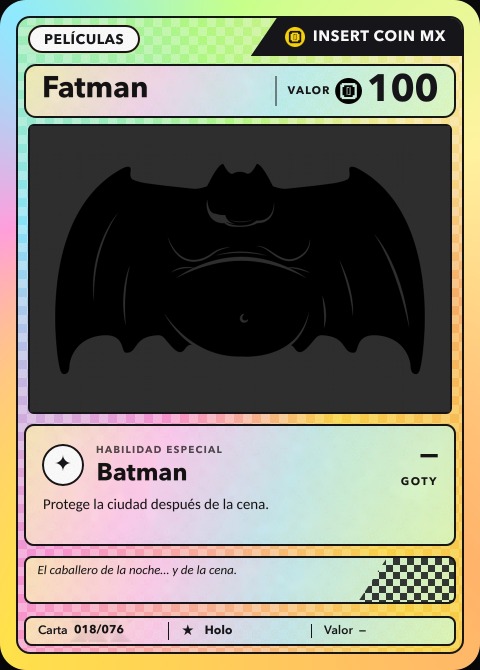 PELÍCULAS
INSERT COIN MX
Fatman
VALOR 100
HABILIDAD ESPECIAL
Batman
–
GOTY
Protege la ciudad después de la cena.
El caballero de la noche... y de la cena.
Carta 018/076 ★ Holo Valor –